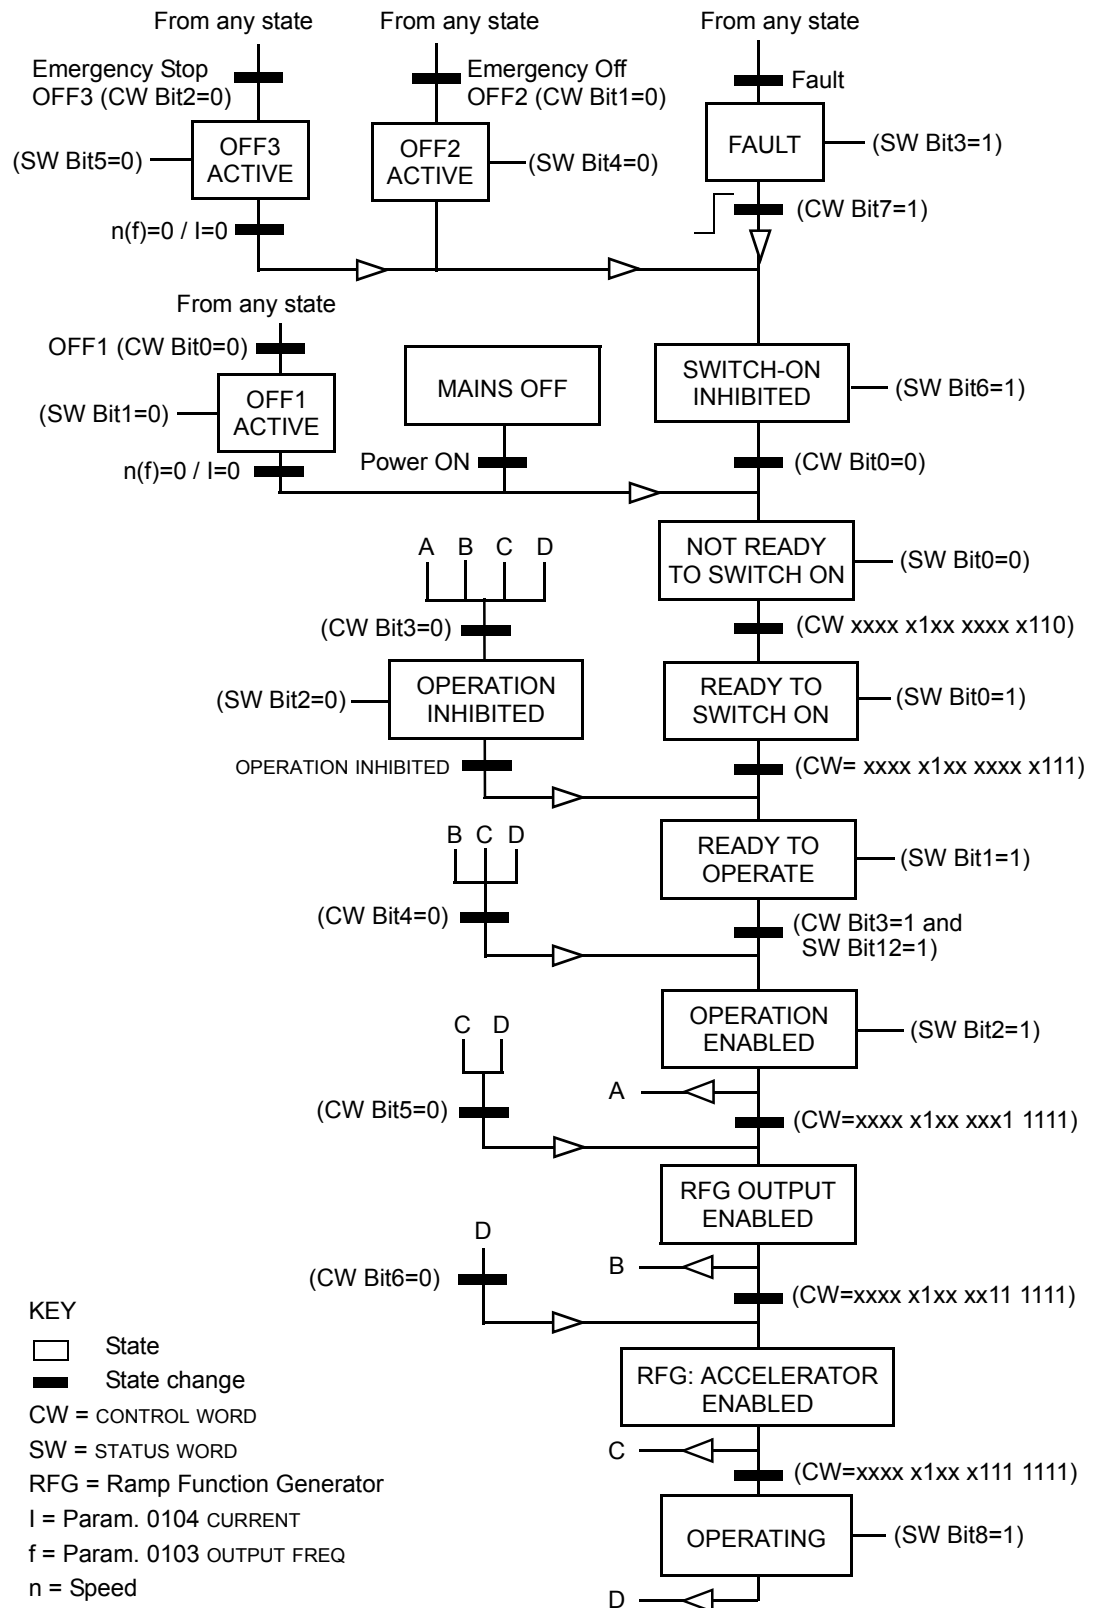 From any state
From any state
From any state
Emergency Stop
OFF3 (CW Bit2=0)
Emergency Off
OFF2 (CW Bit1=0)
Fault
OFF3
ACTIVE
(SW Bit5=0)
OFF2
ACTIVE
(SW Bit4=0)
FAULT
(SW Bit3=1)
n(f)=0 / I=0
(CW Bit7=1)
From any state
OFF1 (CW Bit0=0)
OFF1
ACTIVE
(SW Bit1=0)
MAINS OFF
SWITCH-ON
INHIBITED
(SW Bit6=1)
n(f)=0 / I=0
Power ON
(CW Bit0=0)
A B C D
NOT READY
TO SWITCH ON
(SW Bit0=0)
(CW Bit3=0)
(CW xxxx x1xx xxxx x110)
OPERATION
INHIBITED
(SW Bit2=0)
READY TO
SWITCH ON
(SW Bit0=1)
OPERATION INHIBITED
(CW= xxxx x1xx xxxx x111)
B C D
READY TO
OPERATE
(SW Bit1=1)
(CW Bit4=0)
(CW Bit3=1 and
SW Bit12=1)
C D
OPERATION
ENABLED
(SW Bit2=1)
A
(CW Bit5=0)
(CW=xxxx x1xx xxx1 1111)
RFG OUTPUT
ENABLED
D
B
(CW Bit6=0)
(CW=xxxx x1xx xx11 1111)
RFG: ACCELERATOR
ENABLED
C
(CW=xxxx x1xx x111 1111)
OPERATING
(SW Bit8=1)
D
KEY
State
State change
CW = CONTROL WORD
SW = STATUS WORD
RFG = Ramp Function Generator
I = Param. 0104 CURRENT
f = Param. 0103 OUTPUT FREQ
n = Speed